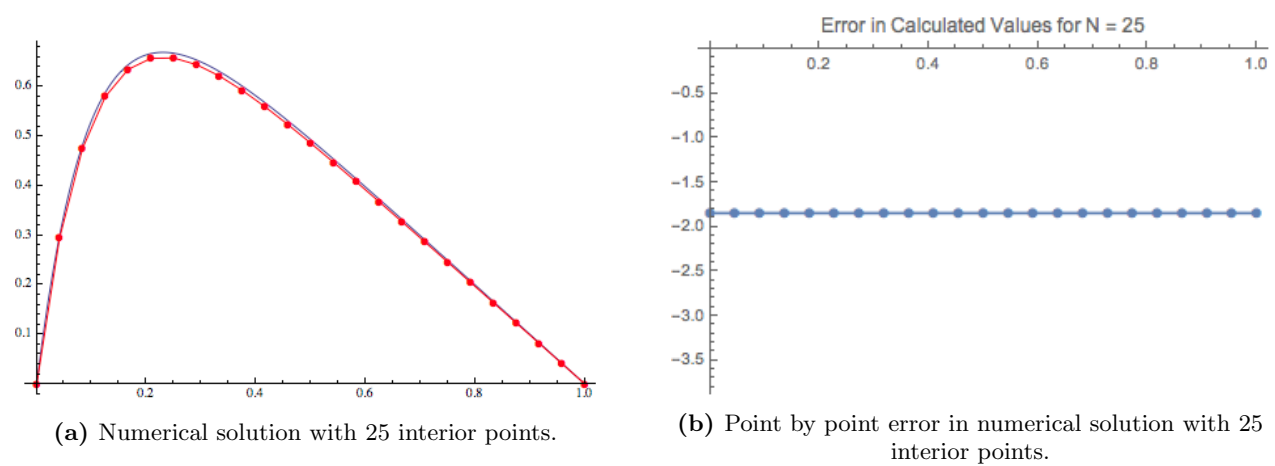 0.6
0.5
0.4
0.3
0.2
0.1
0.2 0.4 0.6 0.8 1.0
(a) Numerical solution with 25 interior points.
Error in Calculated Values for N = 25
0.2 0.4 0.6 0.8 1.0
−0.5
−1.0
−1.5
−2.0
−2.5
−3.0
−3.5
(b) Point by point error in numerical solution with 25
interior points.